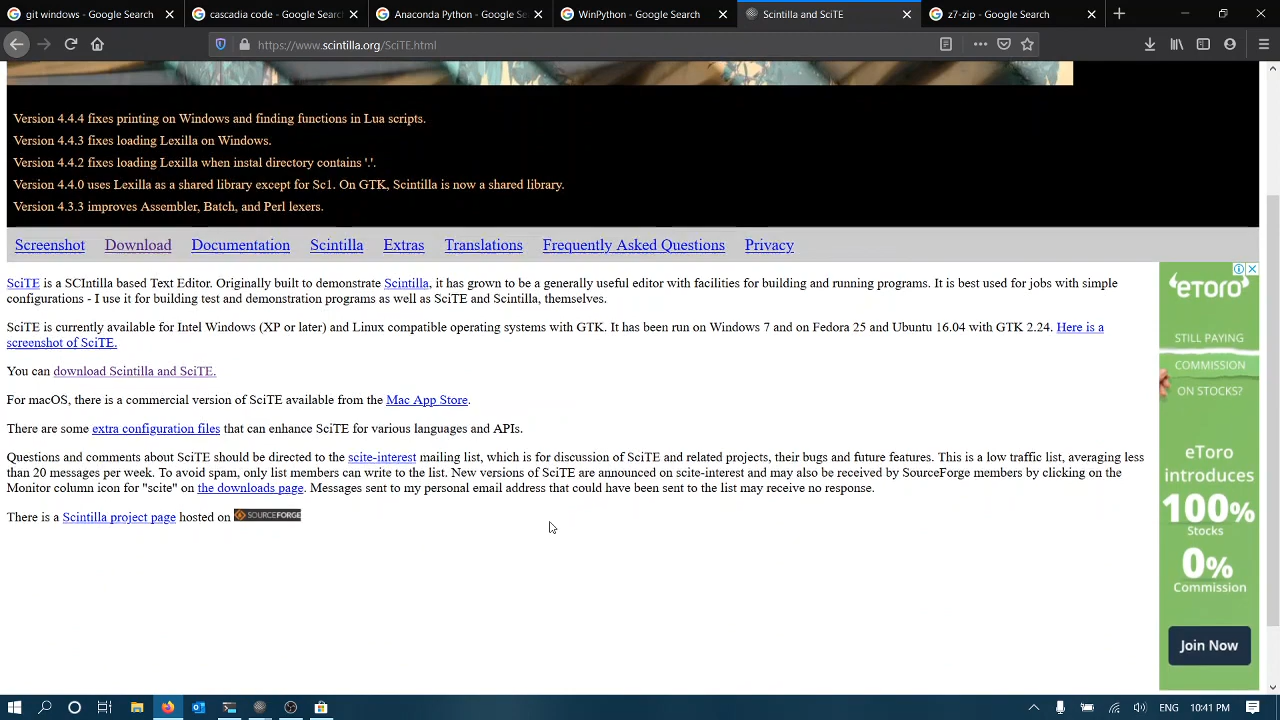 git windows - Google Search
cascadia code - Google Search
Anaconda Python - Google Search
WinPython - Google Search
Scintilla and SciTE
z7-zip - Google Search
https://www.scintilla.org/SciTE.html
Version 4.4.4 fixes printing on Windows and finding functions in Lua scripts.
Version 4.4.3 fixes loading Lexilla on Windows.
Version 4.4.2 fixes loading Lexilla when instal directory contains '.'.
Version 4.4.0 uses Lexilla as a shared library except for Sc1. On GTK, Scintilla is now a shared library.
Version 4.3.3 improves Assembler, Batch, and Perl lexers.
Screenshot Download Documentation Scintilla Extras Translations Frequently Asked Questions Privacy
SciTE is a SCIntilla based Text Editor. Originally built to demonstrate Scintilla, it has grown to be a generally useful editor with facilities for building and running programs. It is best used for jobs with simple
configurations - I use it for building test and demonstration programs as well as SciTE and Scintilla, themselves.
SciTE is currently available for Intel Windows (XP or later) and Linux compatible operating systems with GTK. It has been run on Windows 7 and on Fedora 25 and Ubuntu 16.04 with GTK 2.24. Here is a
screenshot of SciTE.
You can download Scintilla and SciTE.
For macOS, there is a commercial version of SciTE available from the Mac App Store.
There are some extra configuration files that can enhance SciTE for various languages and APIs.
Questions and comments about SciTE should be directed to the scite-interest mailing list, which is for discussion of SciTE and related projects, their bugs and future features. This is a low traffic list, averaging less
than 20 messages per week. To avoid spam, only list members can write to the list. New versions of SciTE are announced on scite-interest and may also be received by SourceForge members by clicking on the
Monitor column icon for "scite" on the downloads page. Messages sent to my personal email address that could have been sent to the list may receive no response.
There is a Scintilla project page hosted on SOURCEFORGE
eToro
STILL PAYING
COMMISSION
ON STOCKS?
eToro
introduces
100%
Stocks
0%
Commission
Join Now
ENG 10:41 PM